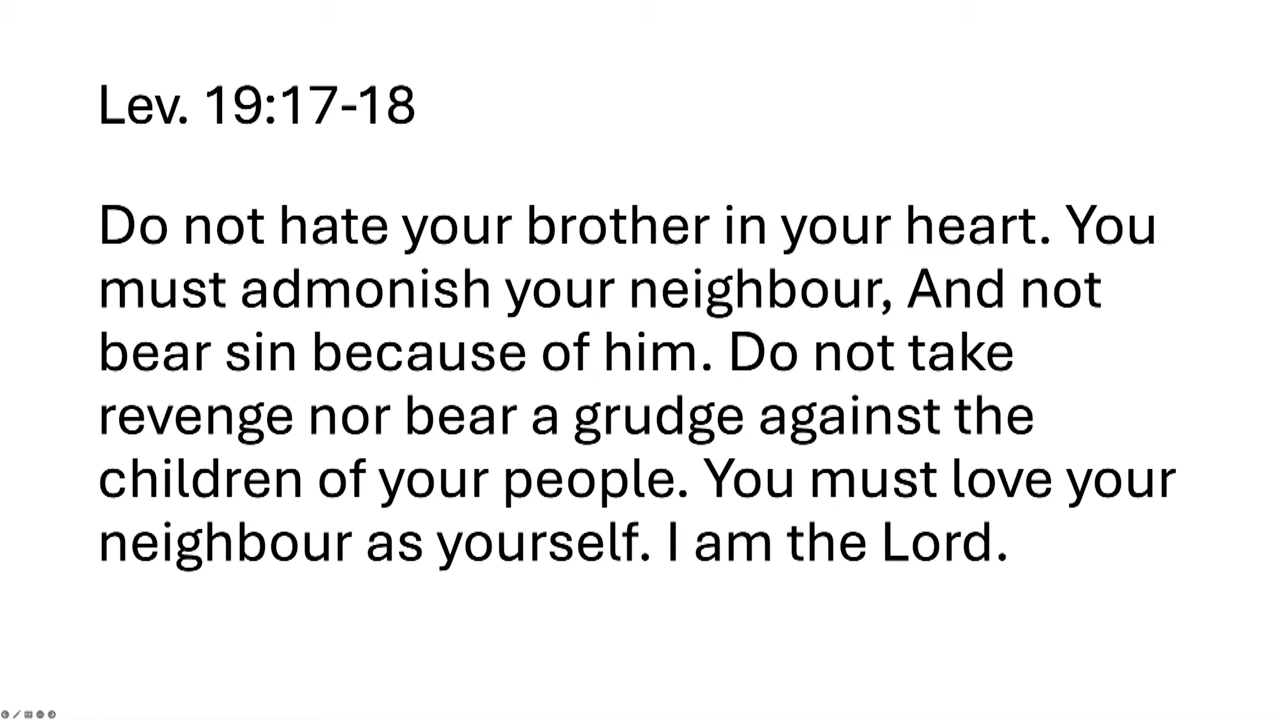 Lev. 19:17-18
Do not hate your brother in your heart. You
must admonish your neighbour, And not
bear sin because of him. Do not take
revenge nor bear a grudge against the
children of your people. You must love your
neighbour as yourself. I am the Lord.